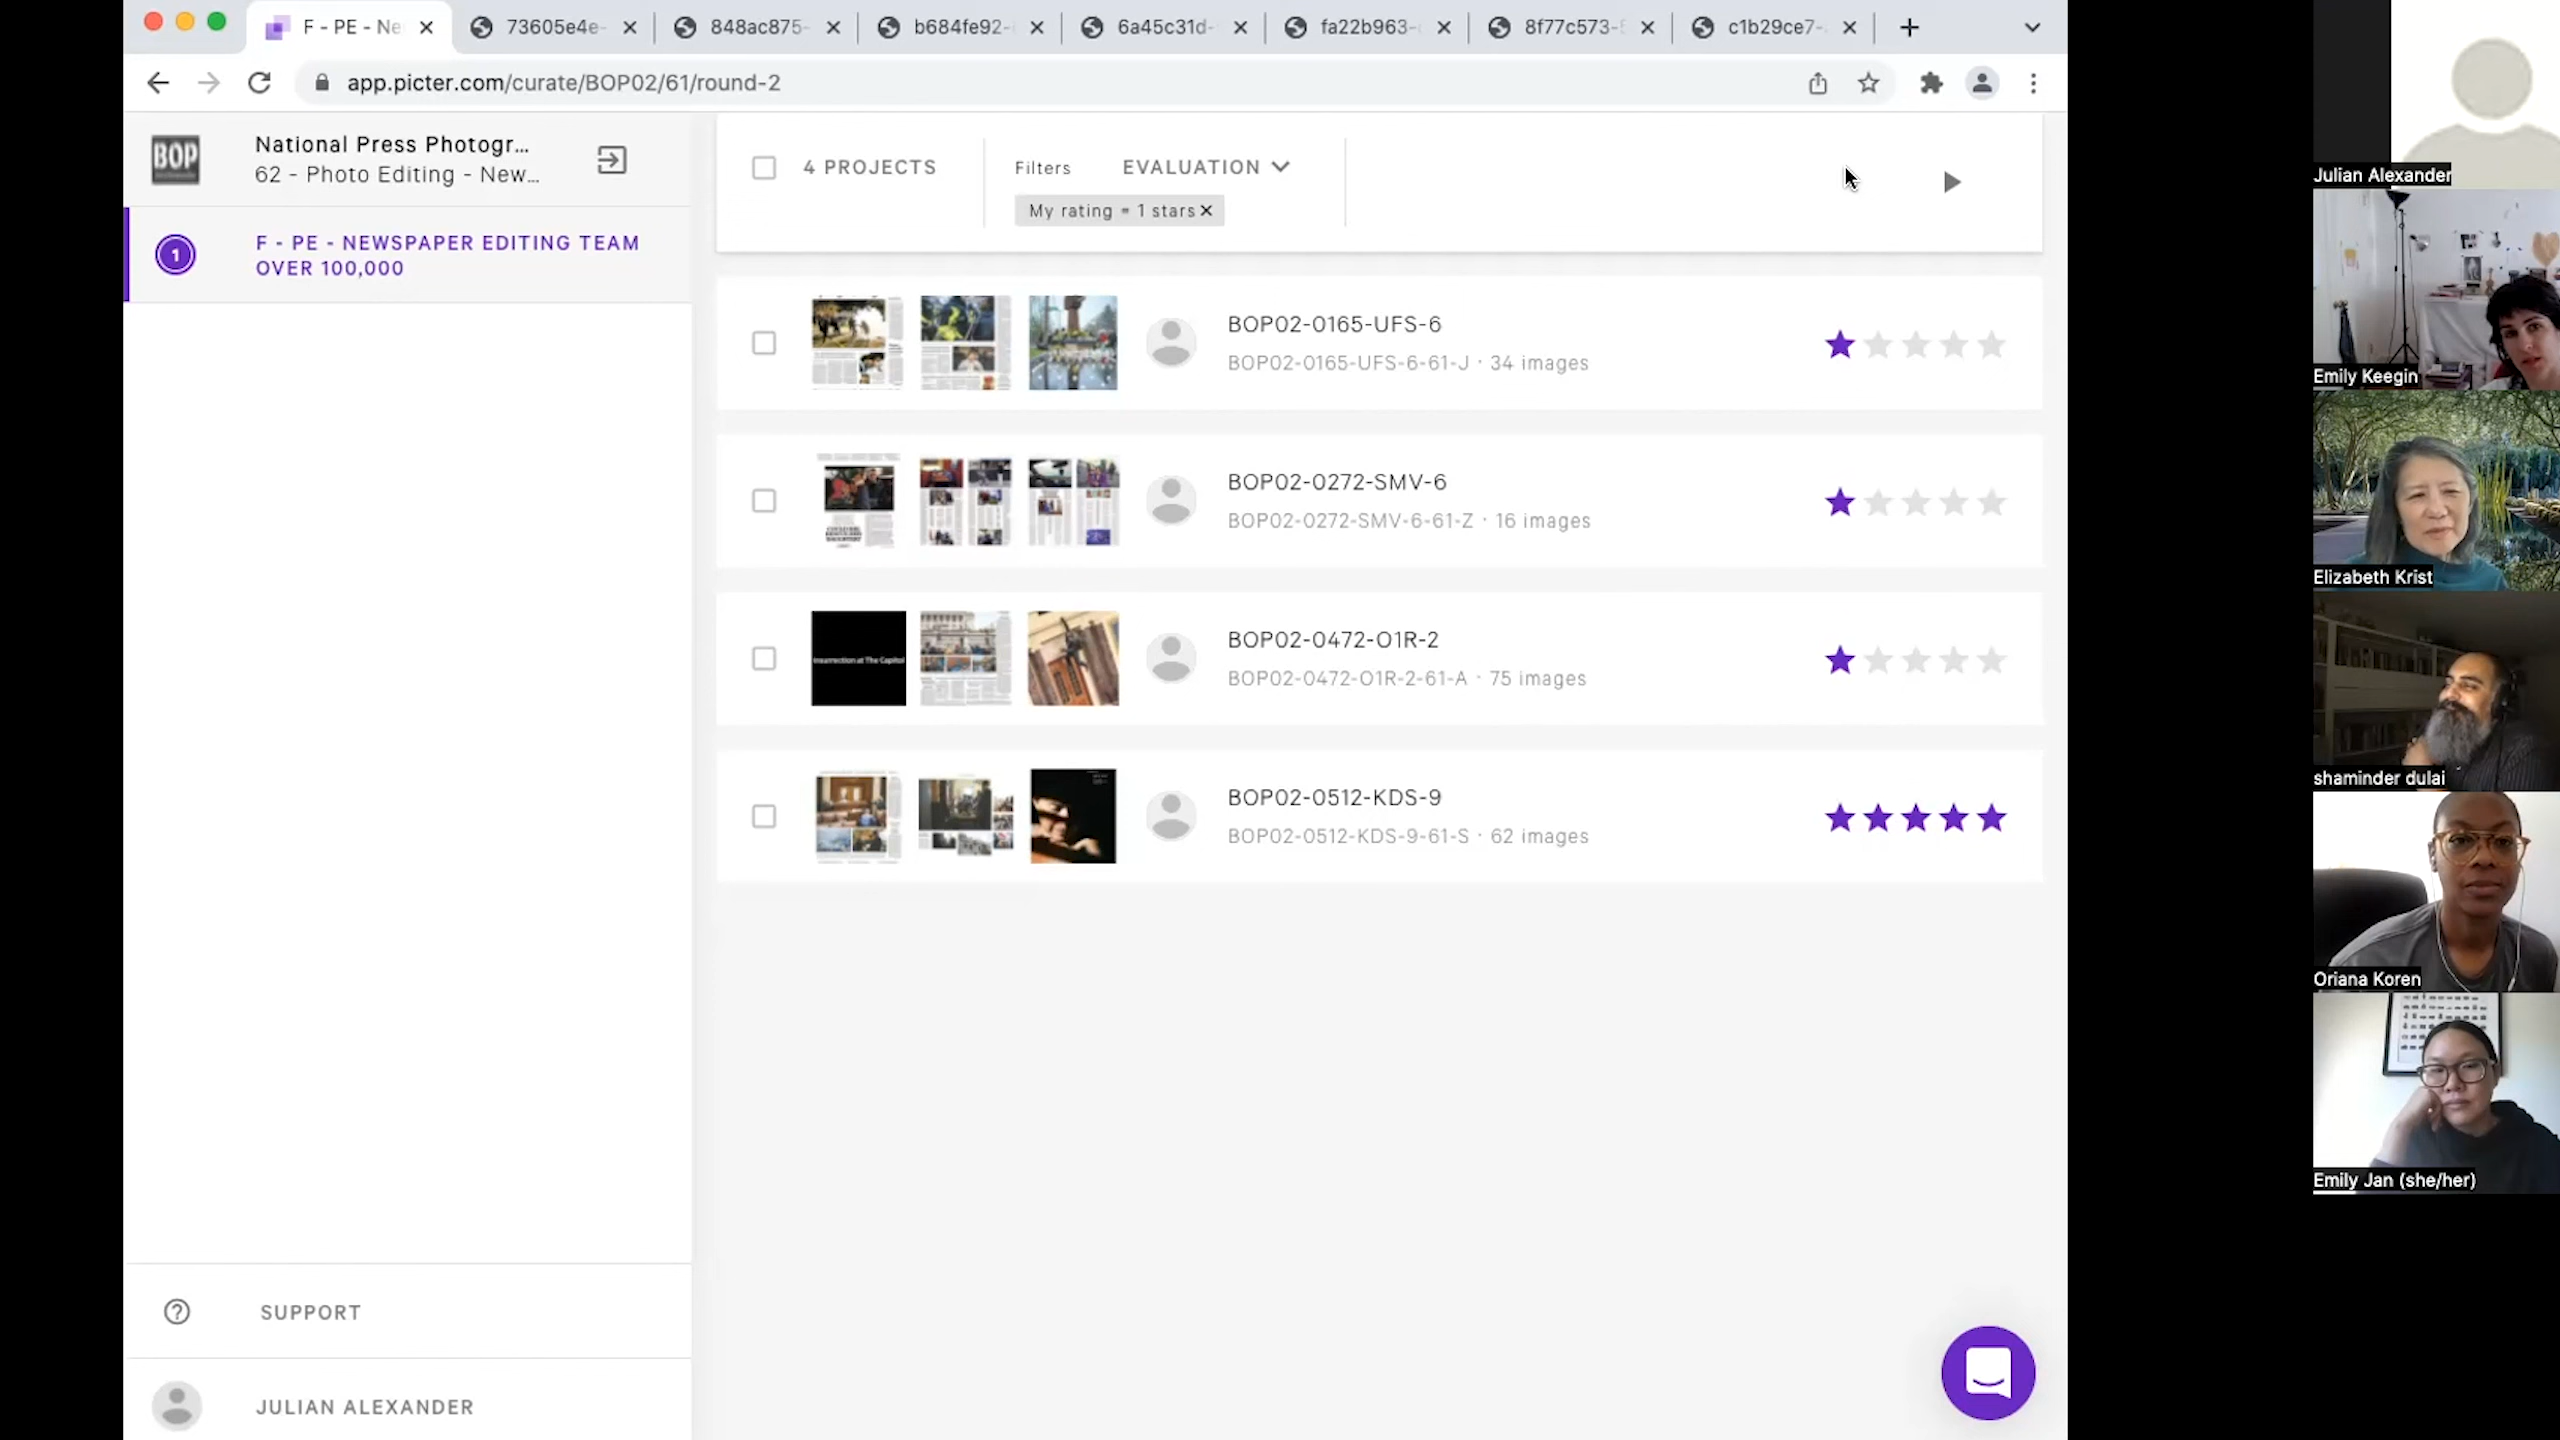 F - PE - Ne
73605e4e-
848ac875-
b684fe92-
6a45c31d-
fa22b963-
8f77c573-
c1b29ce7-
app.picter.com/curate/BOP02/61/round-2
BOP
National Press Photogr...
62 - Photo Editing - New...
1
F - PE - NEWSPAPER EDITING TEAM
OVER 100,000
4 PROJECTS
Filters
EVALUATION
My rating = 1 stars
BOP02-0165-UFS-6
BOP02-0165-UFS-6-61-J · 34 images
BOP02-0272-SMV-6
BOP02-0272-SMV-6-61-Z · 16 images
Insurrection at The Capitol
BOP02-0472-O1R-2
BOP02-0472-O1R-2-61-A · 75 images
BOP02-0512-KDS-9
BOP02-0512-KDS-9-61-S · 62 images
SUPPORT
JULIAN ALEXANDER
Julian Alexander
Emily Keegin
Elizabeth Krist
shaminder dulai
Oriana Koren
Emily Jan (she/her)